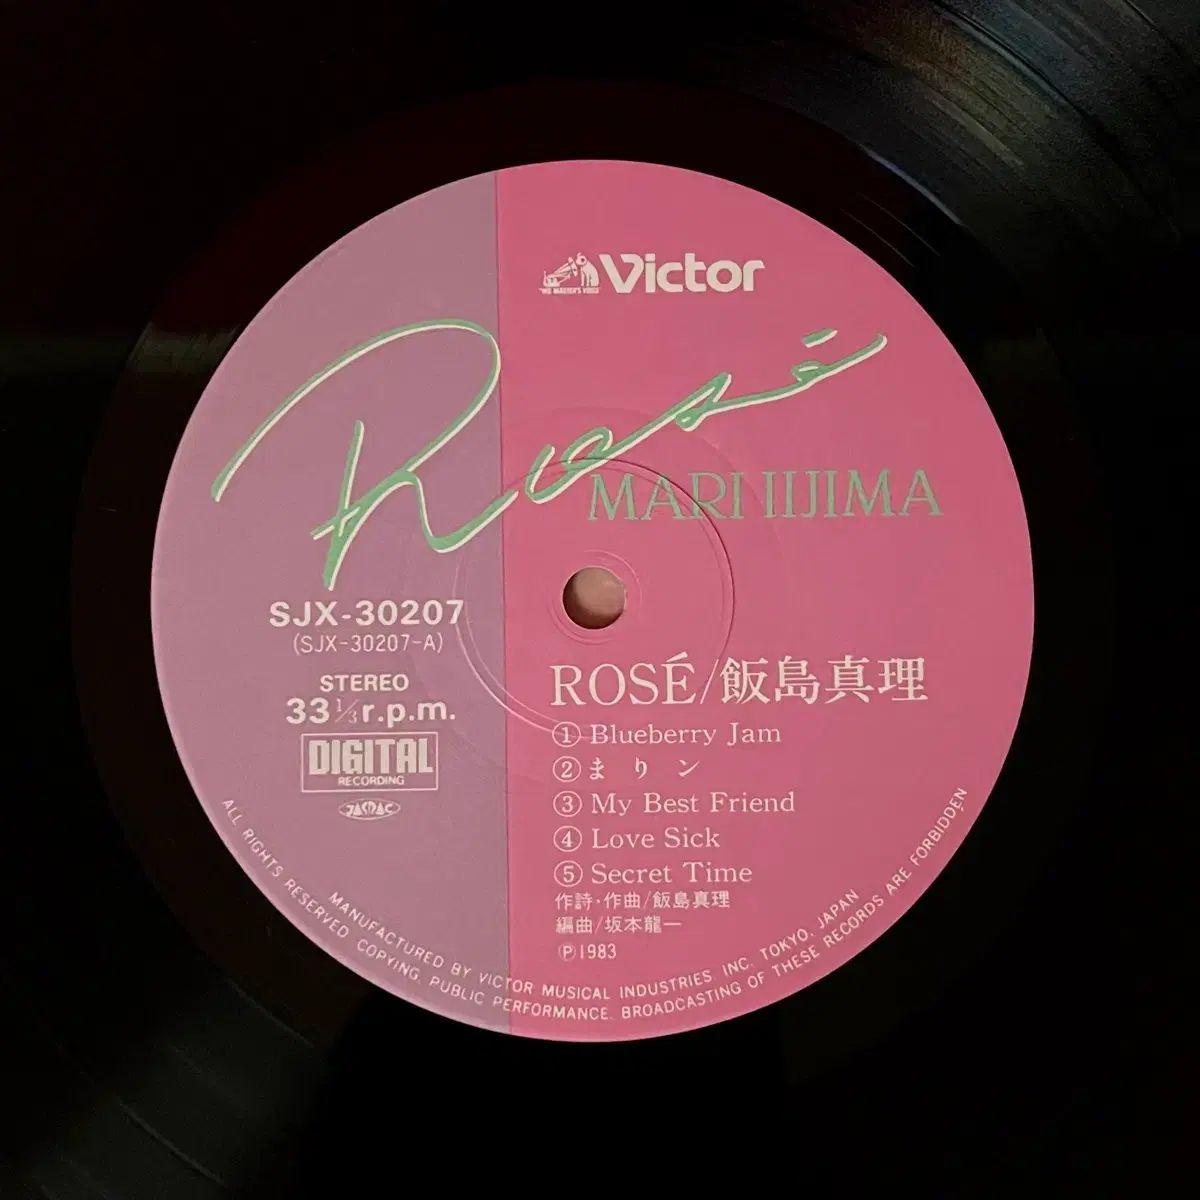 "HIS MASTER'S VOICE"
Victor
Rosé
MARI IIJIMA
SJX-30207
(SJX-30207-A)
STEREO
33 1/3 r.p.m.
DIGITAL
RECORDING
JASRAC
ROSÉ/飯島真理
① Blueberry Jam
② まりン
③ My Best Friend
④ Love Sick
⑤ Secret Time
作詩・作曲/飯島真理
編曲/坂本龍一
Ⓟ1983
MANUFACTURED BY VICTOR MUSICAL INDUSTRIES, INC. TOKYO, JAPAN
ALL RIGHTS RESERVED. COPYING, PUBLIC PERFORMANCE, BROADCASTING OF THESE RECORDS ARE FORBIDDEN.